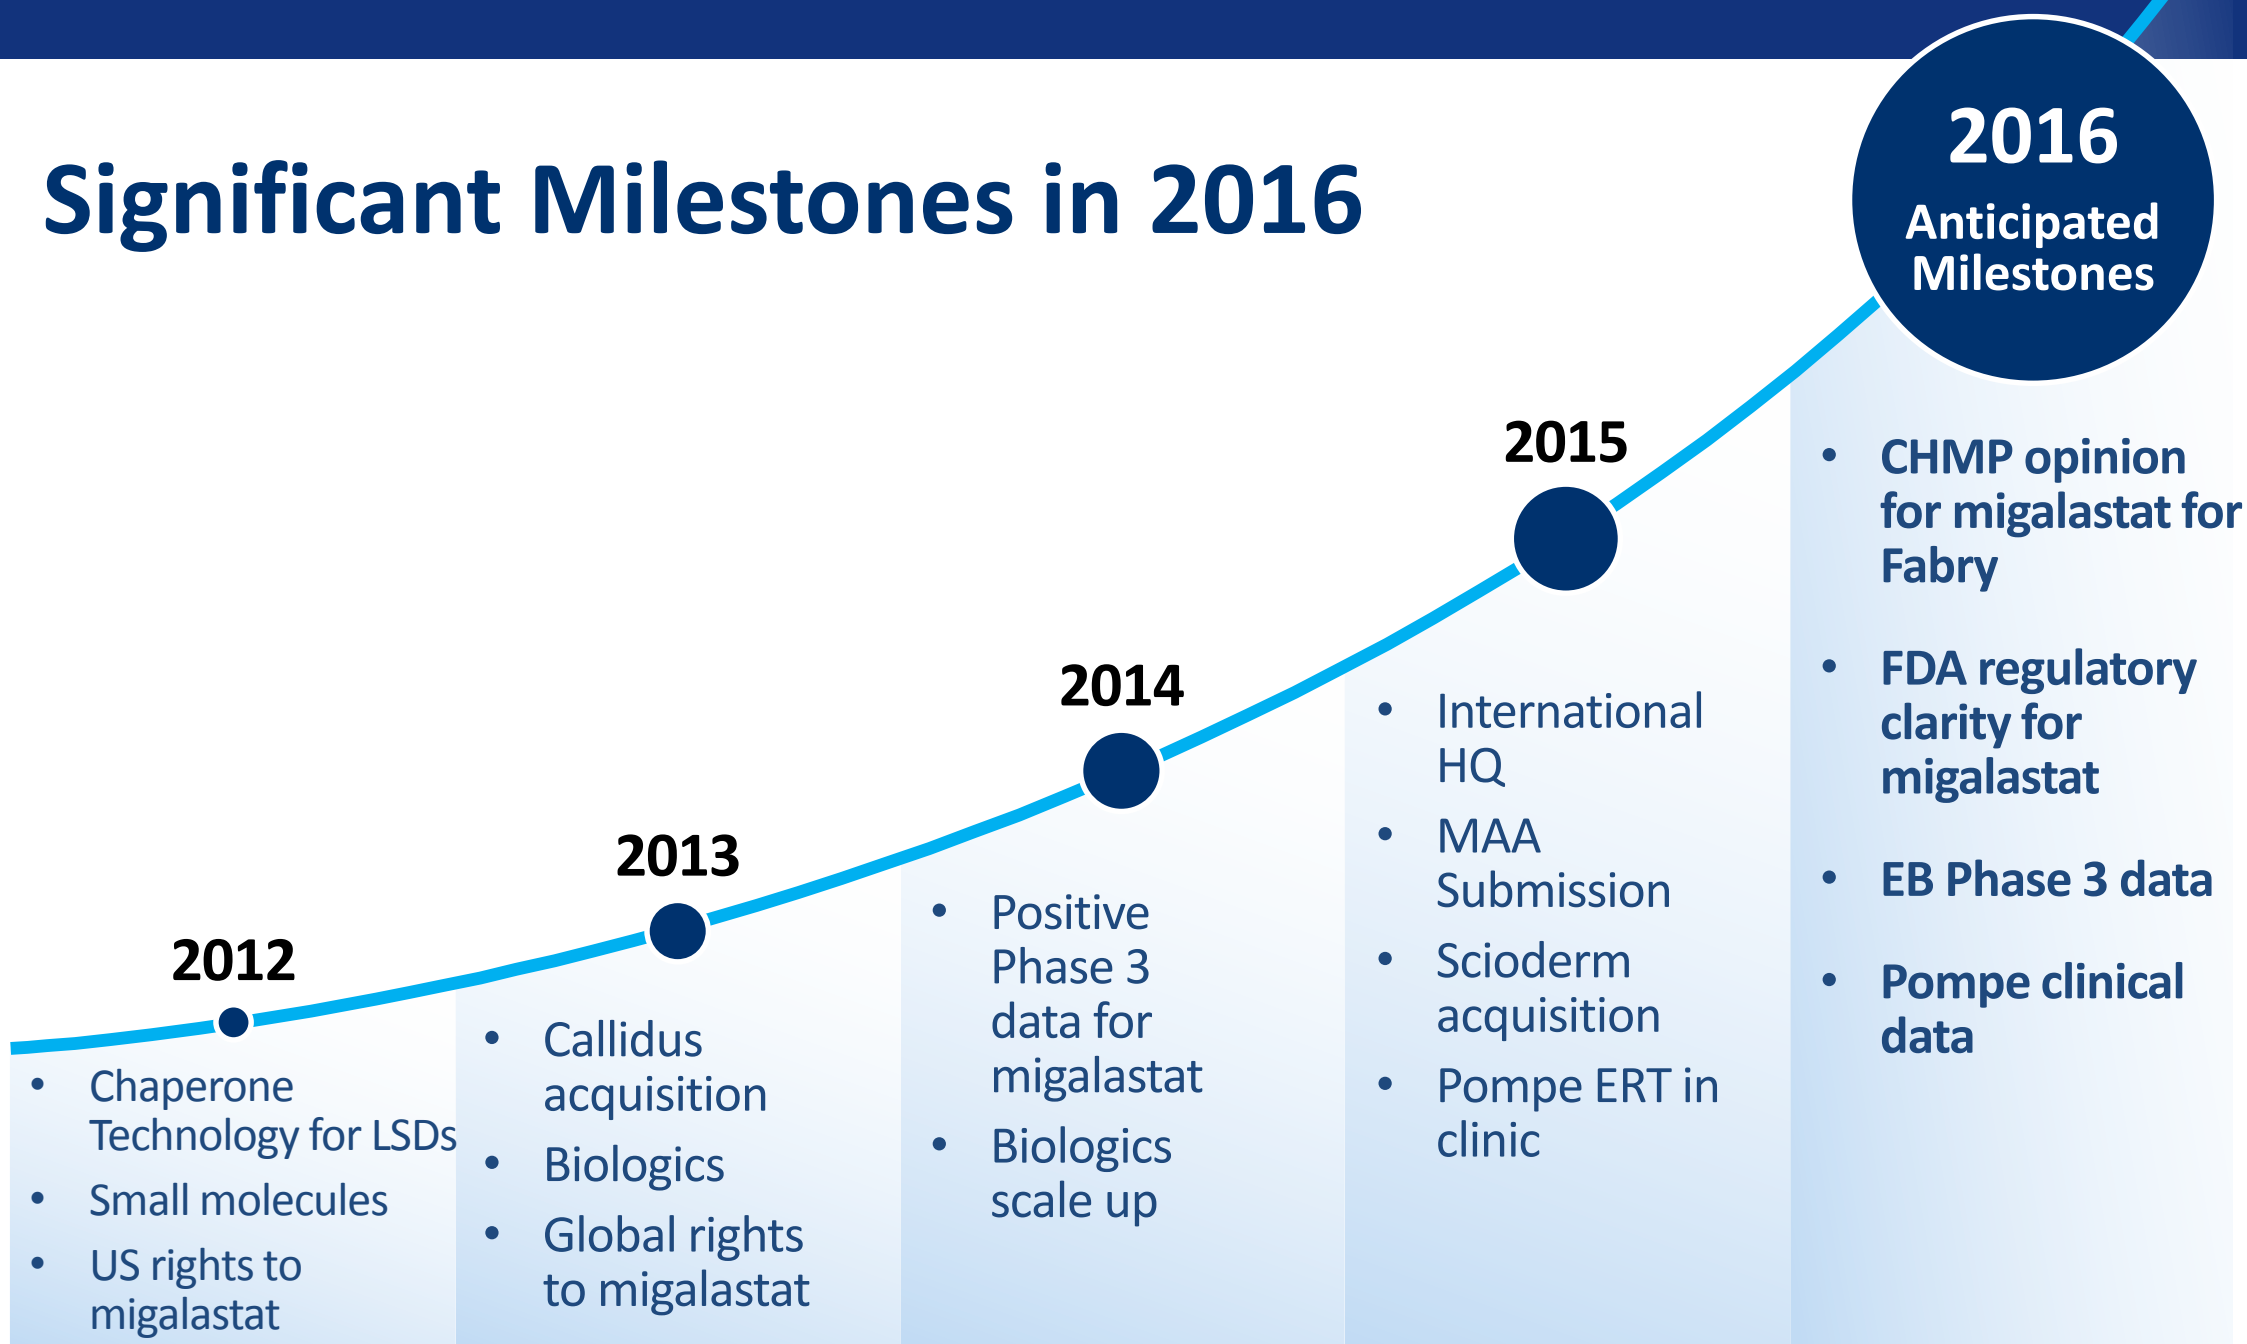 Significant Milestones in 2016
2016
Anticipated
Milestones
2012
• Chaperone
Technology for LSDs
• Small molecules
• US rights to
migalastat
2013
• Callidus
acquisition
• Biologics
• Global rights
to migalastat
2014
• Positive
Phase 3
data for
migalastat
• Biologics
scale up
2015
• International
HQ
• MAA
Submission
• Scioderm
acquisition
• Pompe ERT in
clinic
• CHMP opinion
for migalastat for
Fabry
• FDA regulatory
clarity for
migalastat
• EB Phase 3 data
• Pompe clinical
data